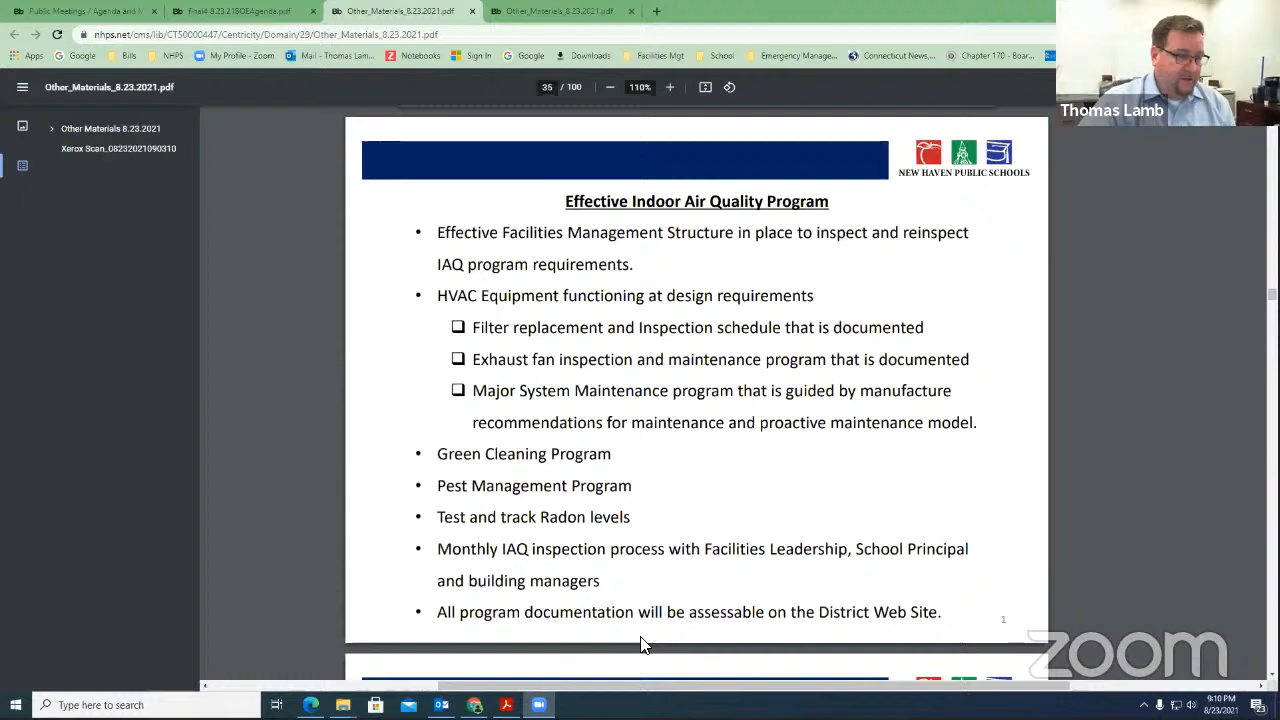 Public Meetings / Agenda and M
final4 8.23.21BOEAgenda.pdf
Other_Materials_8.23.2021.pdf
Other_Materials_8.23.2021.pdf
nhps.net/cms/lib/CT50000447/Centricity/Domain/29/Other_Materials_8.23.2021.pdf
Apps
Google
Bills
NHPS
My Profile - Zoom
Mail - Thomas Lam...
Notebooks
Sign In
Google
Downloads
Facilities Mgt
School
Emergency Manage...
Connecticut News,...
Chapter 170 - Boar...
Other_Materials_8.23.2021.pdf
35 / 100
110%
Thomas Lamb
Other Materials 8.23.2021
Xerox Scan_08232021090310
NEW HAVEN PUBLIC SCHOOLS
Effective Indoor Air Quality Program
• Effective Facilities Management Structure in place to inspect and reinspect
IAQ program requirements.
• HVAC Equipment functioning at design requirements
❑ Filter replacement and Inspection schedule that is documented
❑ Exhaust fan inspection and maintenance program that is documented
❑ Major System Maintenance program that is guided by manufacture
recommendations for maintenance and proactive maintenance model.
• Green Cleaning Program
• Pest Management Program
• Test and track Radon levels
• Monthly IAQ inspection process with Facilities Leadership, School Principal
and building managers
• All program documentation will be assessable on the District Web Site.
1
zoom
Type here to search
9:10 PM
8/23/2021